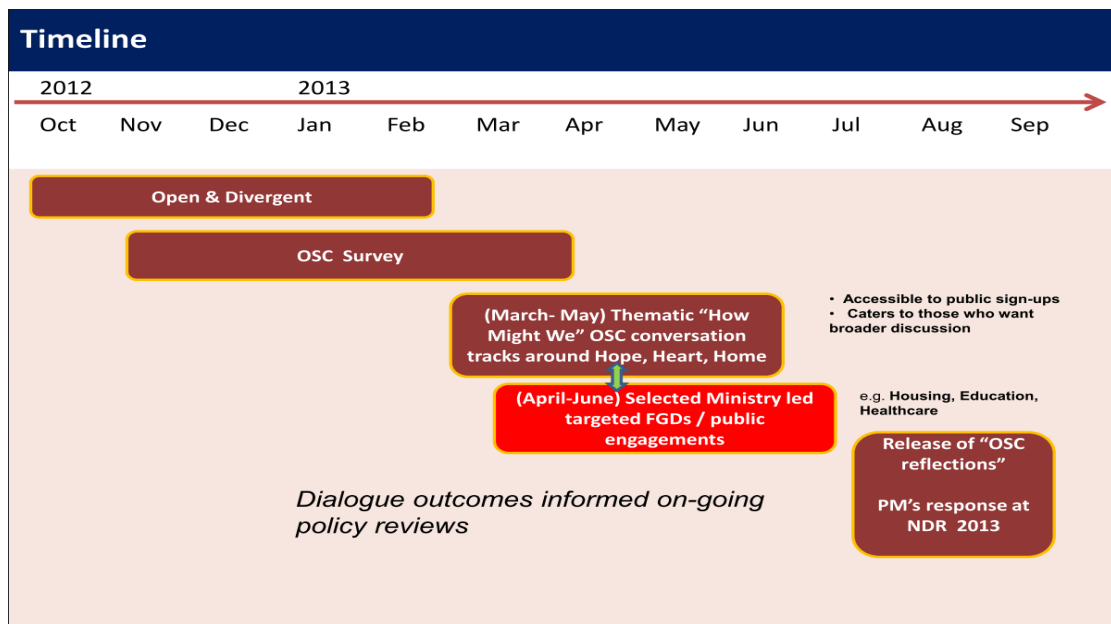 Timeline
2012 2013
Oct Nov Dec Jan Feb Mar Apr May Jun Jul Aug Sep
Open & Divergent
OSC Survey
(March- May) Thematic “How
Might We” OSC conversation
tracks around Hope, Heart, Home
• Accessible to public sign-ups
• Caters to those who want
broader discussion
(April-June) Selected Ministry led
targeted FGDs / public
engagements
e.g. Housing, Education,
Healthcare
Release of “OSC
reflections”
PM’s response at
NDR 2013
Dialogue outcomes informed on-going
policy reviews